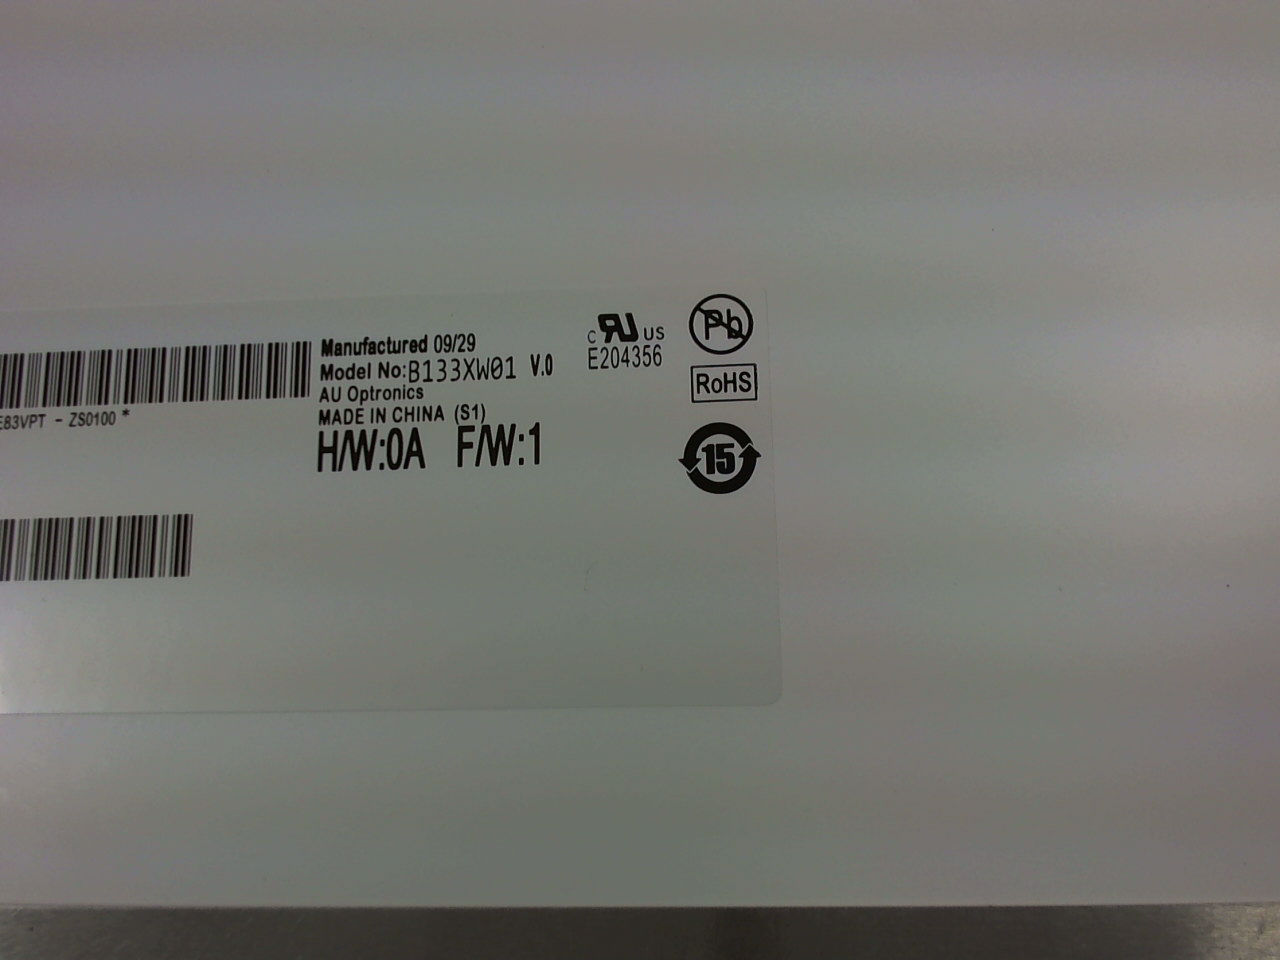 Manufactured 09/29
Model No:B133XW01 V.0
AU Optronics
MADE IN CHINA (S1)
H/W:0A F/W:1
E83VPT - ZS0100 *
C RU US
E204356
Pb
RoHS
15